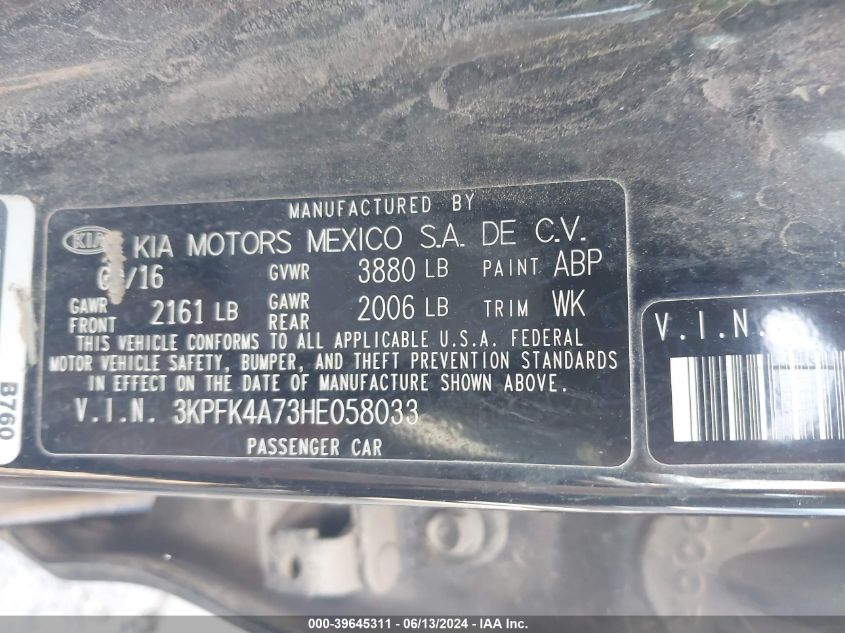 MANUFACTURED BY
KIA KIA MOTORS MEXICO S.A. DE C.V.
/16 GVWR 3880 LB PAINT ABP
GAWR FRONT 2161 LB GAWR REAR 2006 LB TRIM WK
THIS VEHICLE CONFORMS TO ALL APPLICABLE U.S.A. FEDERAL
MOTOR VEHICLE SAFETY, BUMPER, AND THEFT PREVENTION STANDARDS
IN EFFECT ON THE DATE OF MANUFACTURE SHOWN ABOVE.
V.I.N. 3KPFK4A73HE058033
PASSENGER CAR
V.I.N.
B760
000-39645311 - 06/13/2024 - IAA Inc.